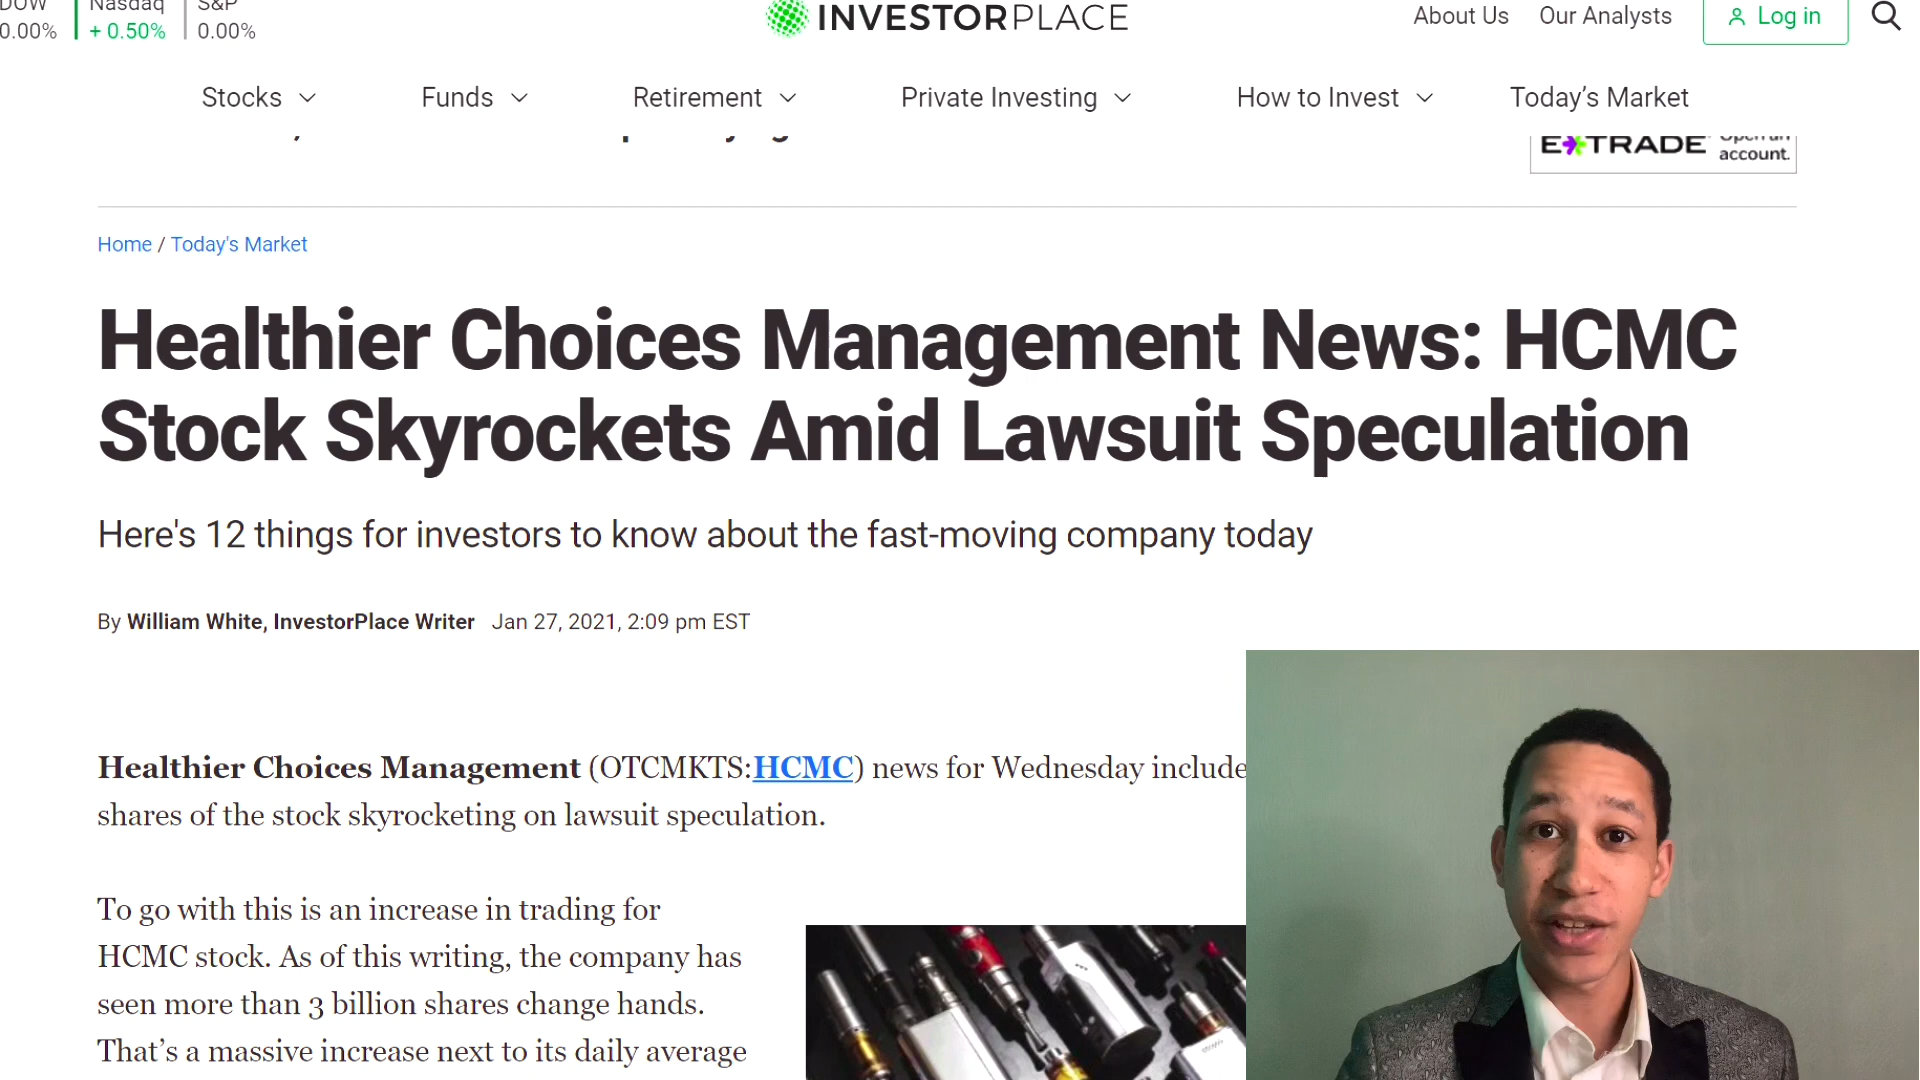 DOW
Nasdaq
S&P
0.00%
+ 0.50%
0.00%
INVESTORPLACE
About Us
Our Analysts
Log in
Stocks
Funds
Retirement
Private Investing
How to Invest
Today’s Market
E*TRADE
Open an
account.
Home / Today's Market
Healthier Choices Management News: HCMC
Stock Skyrockets Amid Lawsuit Speculation
Here's 12 things for investors to know about the fast-moving company today
By William White, InvestorPlace Writer Jan 27, 2021, 2:09 pm EST
Healthier Choices Management (OTCMKTS:HCMC) news for Wednesday include
shares of the stock skyrocketing on lawsuit speculation.
To go with this is an increase in trading for
HCMC stock. As of this writing, the company has
seen more than 3 billion shares change hands.
That’s a massive increase next to its daily average